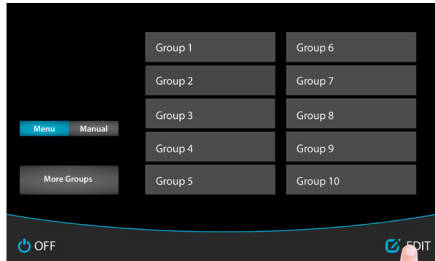 Group 1
Group 6
Group 2
Group 7
Group 3
Group 8
Menu
Manual
Group 4
Group 9
More Groups
Group 5
Group 10
OFF
EDIT